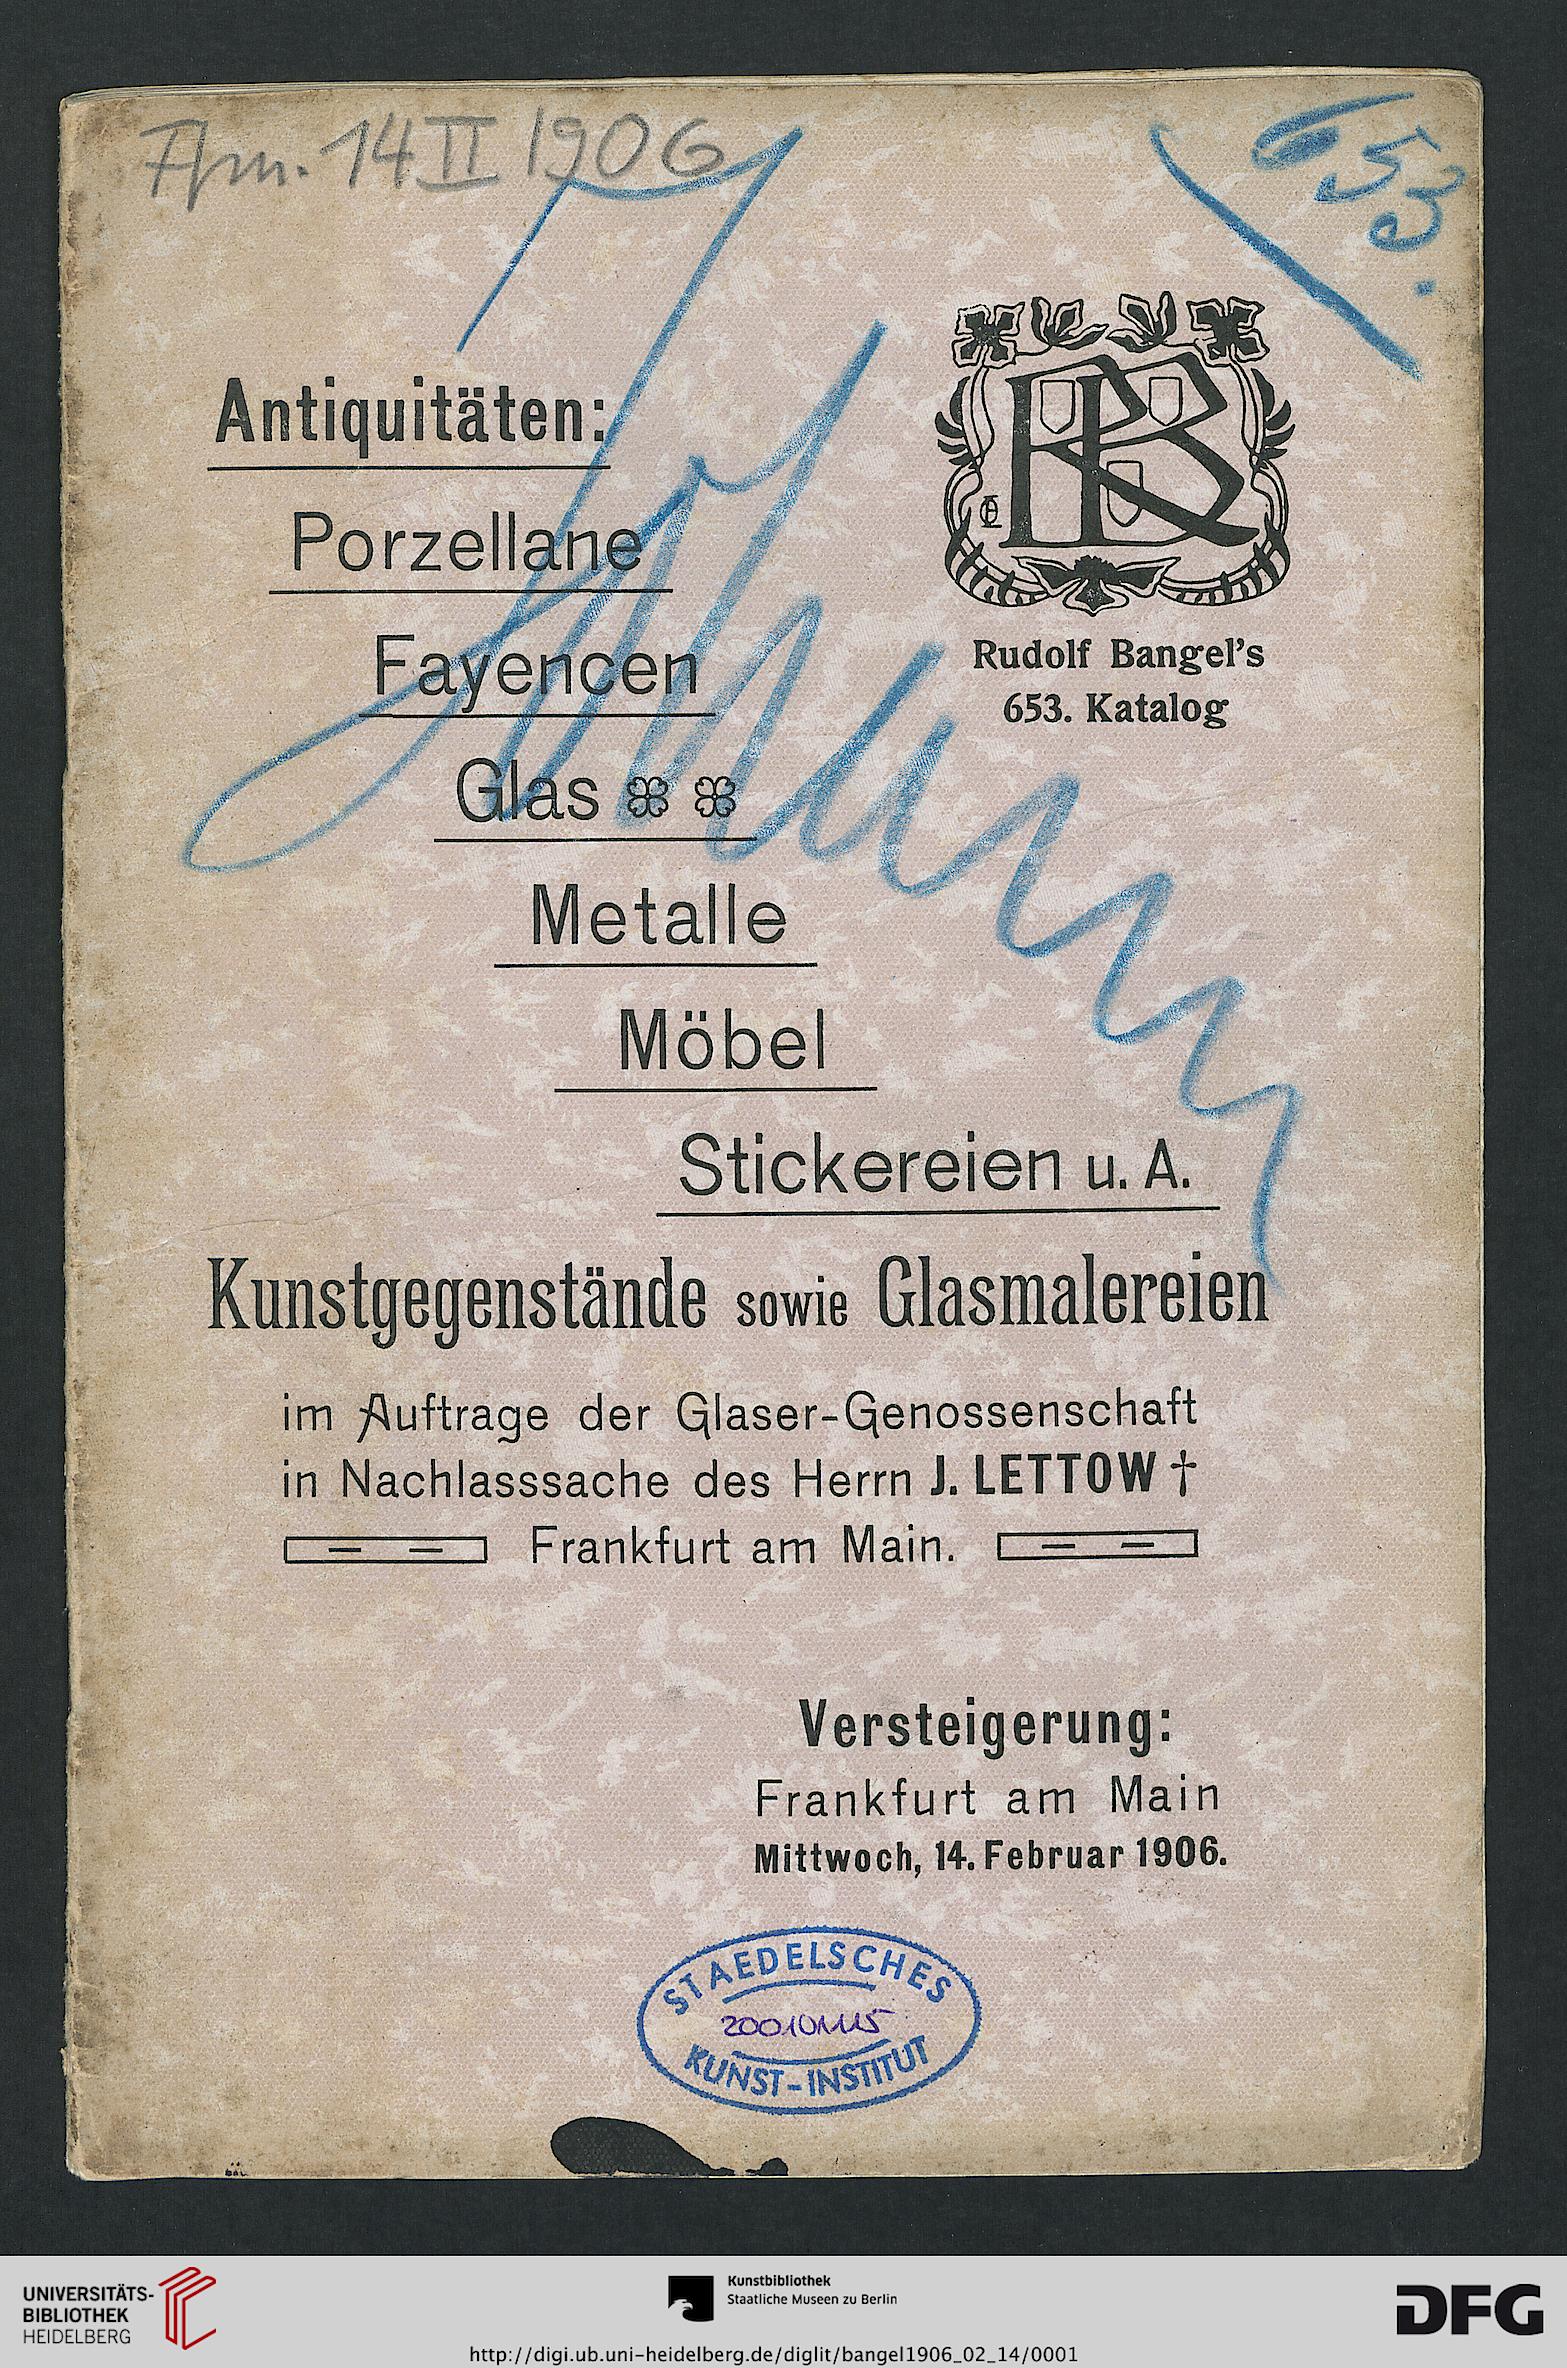 Ffm. 14 II 1906
653.
Antiquitäten:
Porzellane
Fayencen
Glas
Metalle
Möbel
Stickereien u. A.
RB
Rudolf Bangel's
653. Katalog
Kunstgegenstände sowie Glasmalereien
im Auftrage der Glaser-Genossenschaft
in Nachlasssache des Herrn J. LETTOW †
Frankfurt am Main.
Versteigerung:
Frankfurt am Main
Mittwoch, 14. Februar 1906.
STAEDELSCHES
200101115
KUNST-INSTITUT
UNIVERSITÄTS-
BIBLIOTHEK
HEIDELBERG
Kunstbibliothek
Staatliche Museen zu Berlin
DFG
http://digi.ub.uni-heidelberg.de/diglit/bangel1906_02_14/0001